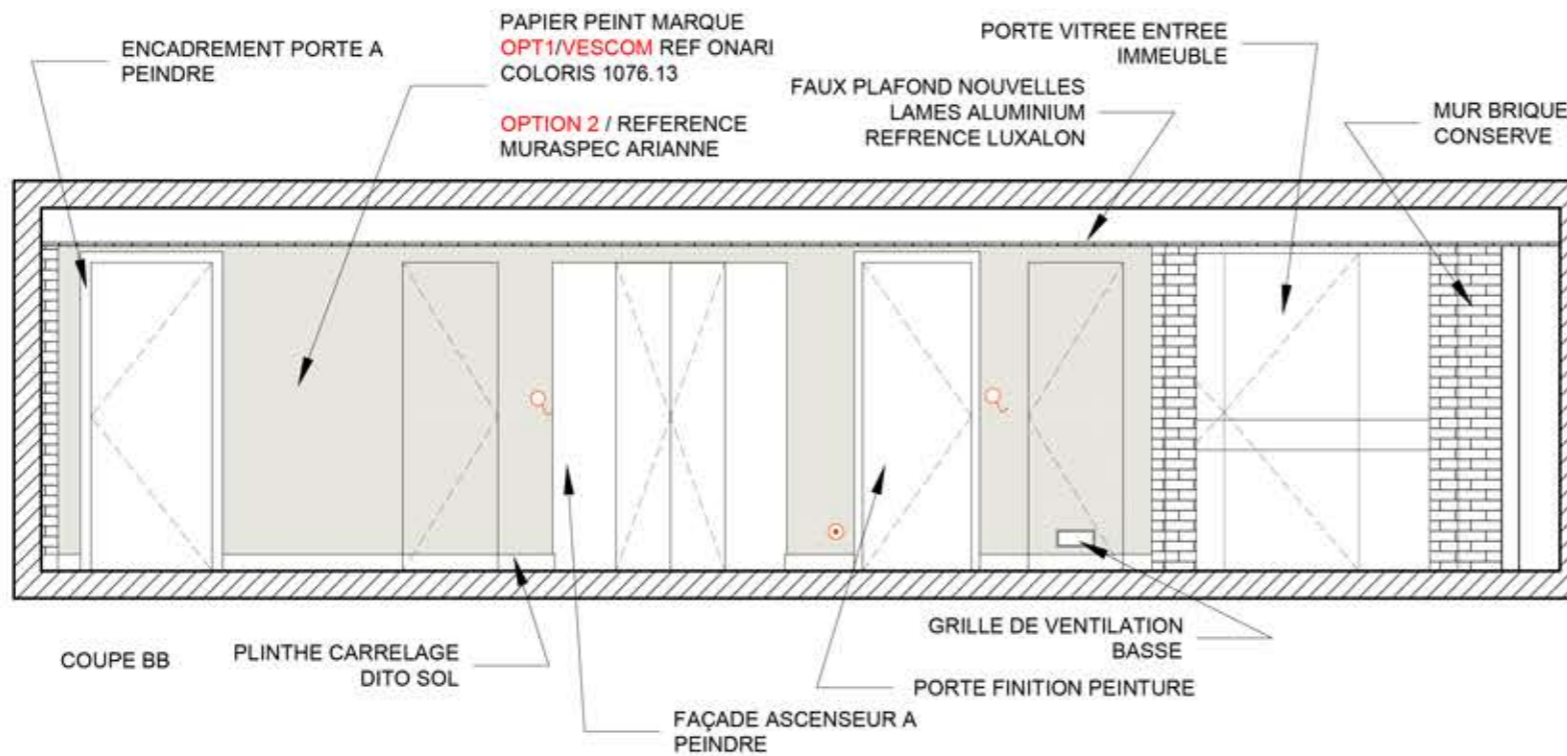 ENCADREMENT PORTE A
PEINDRE
PAPIER PEINT MARQUE
OPT1/VESCOM REF ONARI
COLORIS 1076.13
OPTION 2 / REFERENCE
MURASPEC ARIANNE
PORTE VITREE ENTREE
IMMEUBLE
FAUX PLAFOND NOUVELLES
LAMES ALUMINIUM
REFRENCE LUXALON
MUR BRIQUE
CONSERVE
COUPE BB
PLINTHE CARRELAGE
DITO SOL
FAÇADE ASCENSEUR A
PEINDRE
PORTE FINITION PEINTURE
GRILLE DE VENTILATION
BASSE